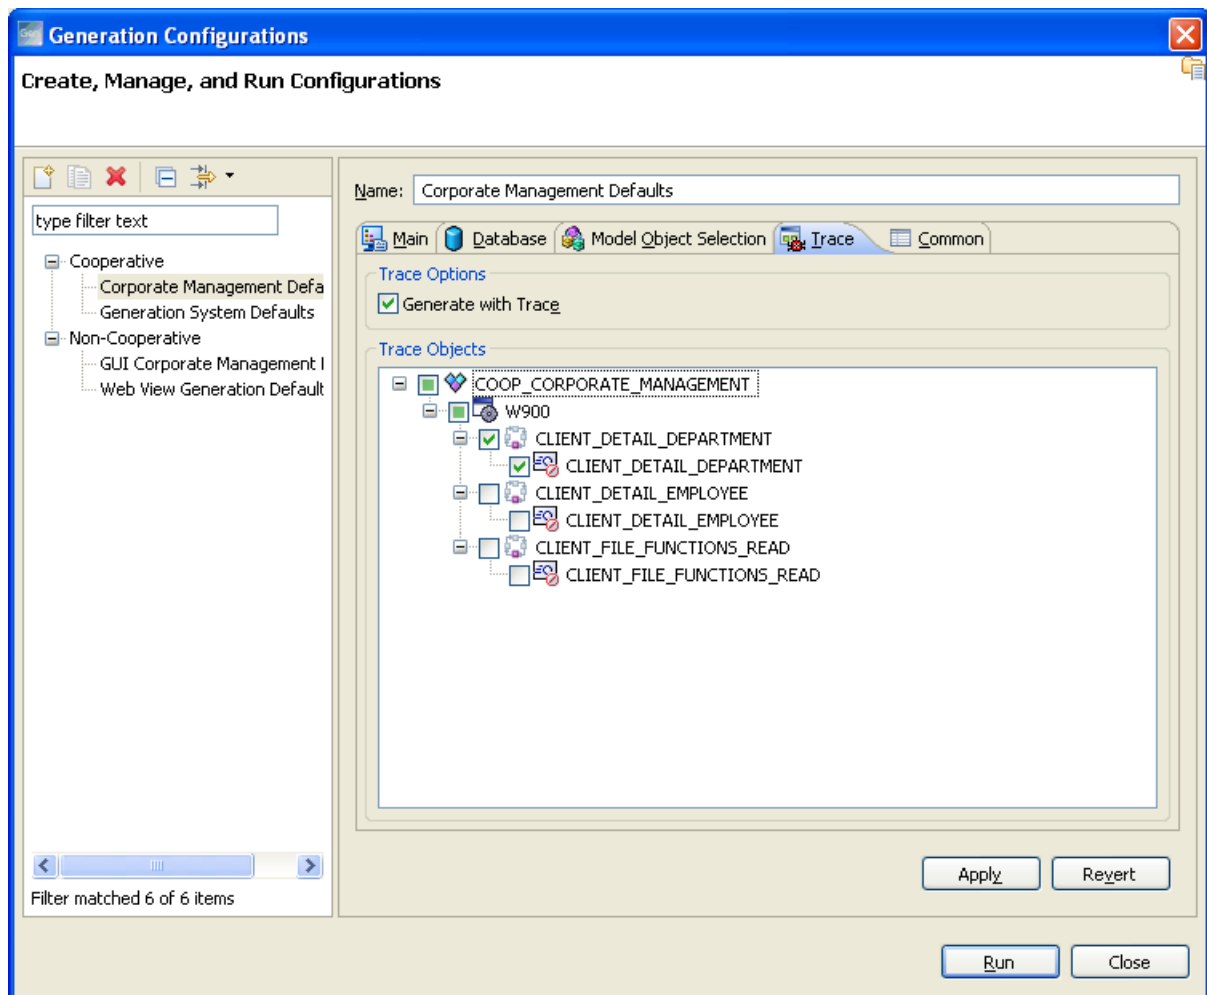 Generation Configurations
Create, Manage, and Run Configurations
type filter text
Cooperative
Corporate Management Defa
Generation System Defaults
Non-Cooperative
GUI Corporate Management I
Web View Generation Default
Filter matched 6 of 6 items
Name: Corporate Management Defaults
Main Database Model Object Selection Trace Common
Trace Options
Generate with Trace
Trace Objects
COOP_CORPORATE_MANAGEMENT
W900
CLIENT_DETAIL_DEPARTMENT
CLIENT_DETAIL_DEPARTMENT
CLIENT_DETAIL_EMPLOYEE
CLIENT_DETAIL_EMPLOYEE
CLIENT_FILE_FUNCTIONS_READ
CLIENT_FILE_FUNCTIONS_READ
Apply Revert
Run Close